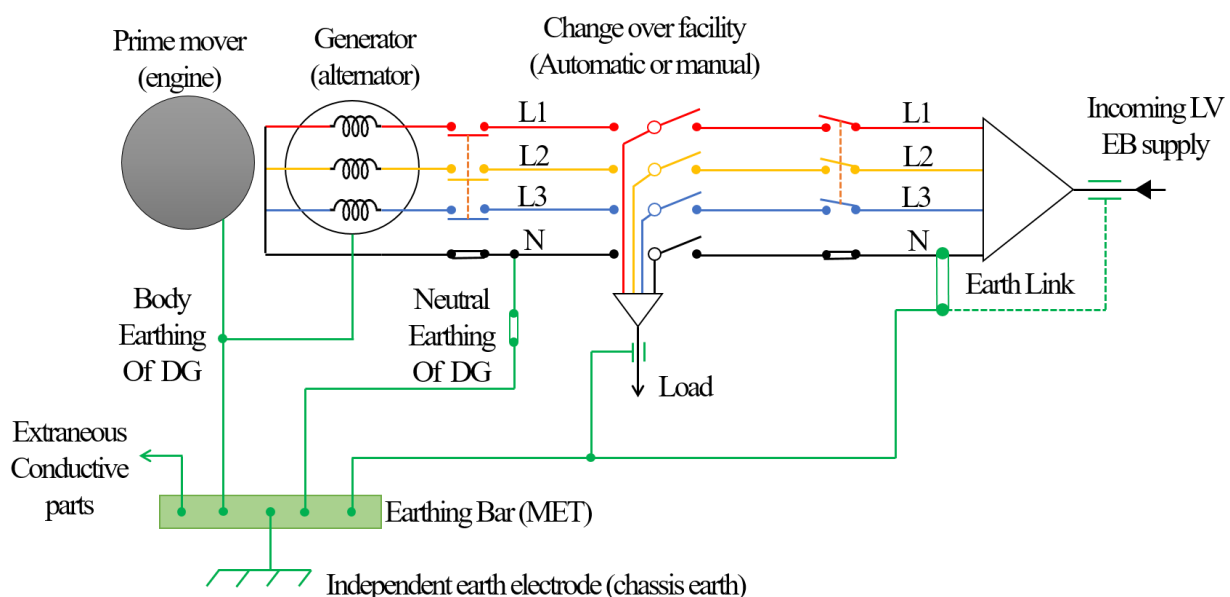 Prime mover
(engine)
Generator
(alternator)
Change over facility
(Automatic or manual)
Incoming LV
EB supply
L1
L2
L3
N
L1
L2
L3
N
Earth Link
Body
Earthing
Of DG
Neutral
Earthing
Of DG
Load
Extraneous
Conductive
parts
Earthing Bar (MET)
Independent earth electrode (chassis earth)